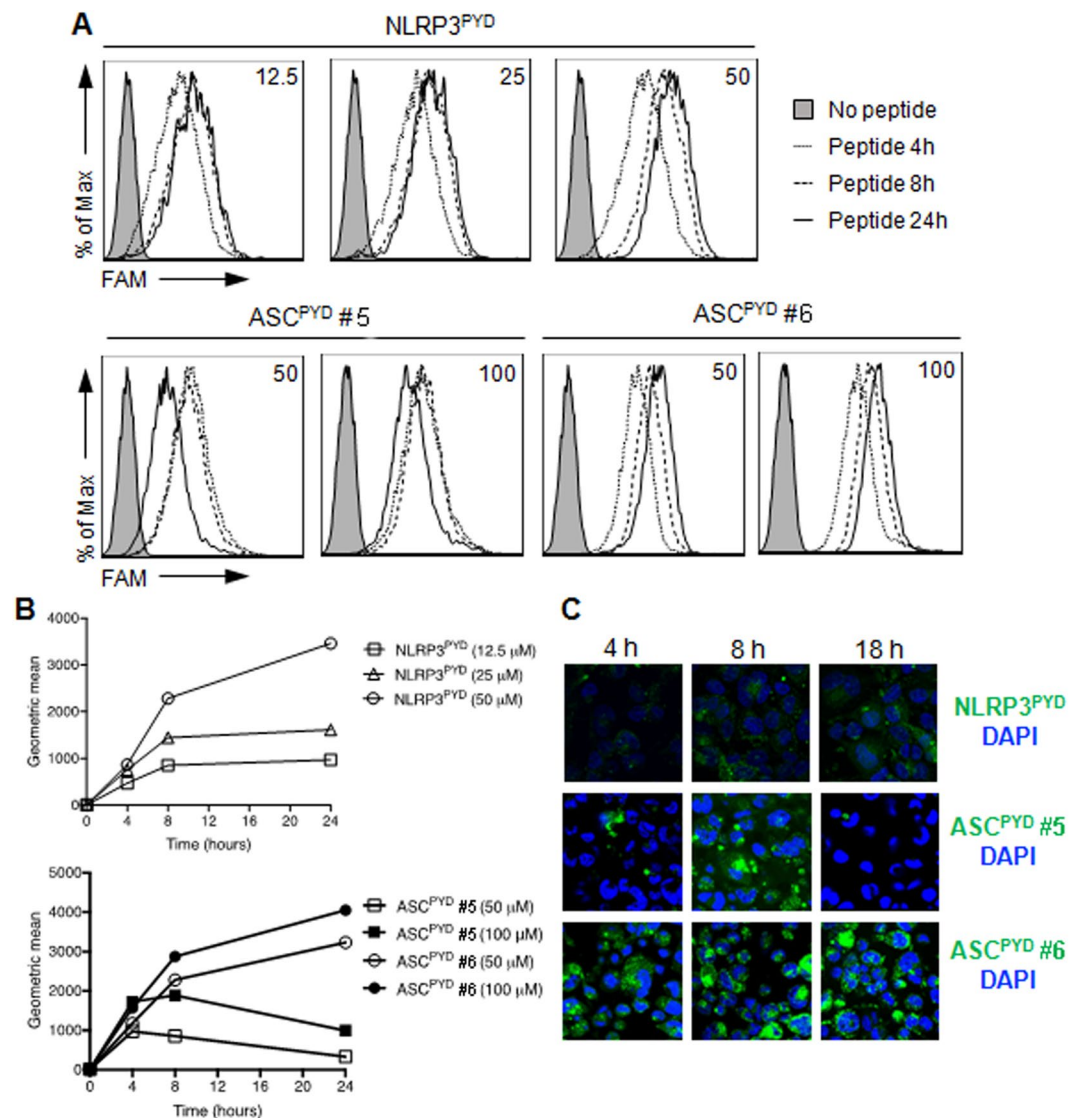 A
NLRP3PYD
12.5
25
50
% of Max
FAM
No peptide
Peptide 4h
Peptide 8h
Peptide 24h
ASCPYD #5
ASCPYD #6
50
100
50
100
% of Max
FAM
B
4000
3000
2000
1000
0
Geometric mean
0 4 8 12 16 20 24
Time (hours)
NLRP3PYD (12.5 µM)
NLRP3PYD (25 µM)
NLRP3PYD (50 µM)
5000
4000
3000
2000
1000
0
Geometric mean
0 4 8 12 16 20 24
Time (hours)
ASCPYD #5 (50 µM)
ASCPYD #5 (100 µM)
ASCPYD #6 (50 µM)
ASCPYD #6 (100 µM)
C
4 h 8 h 18 h
NLRP3PYD
DAPI
ASCPYD #5
DAPI
ASCPYD #6
DAPI